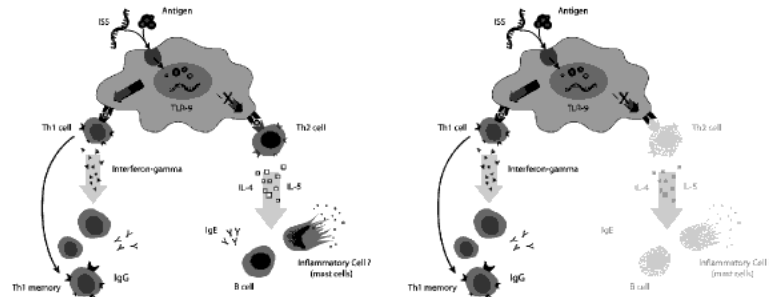 Antigen
ISS
TLR-9
Th1 cell
Th2 cell
Interferon-gamma
IL-4
IL-5
IgE
IgG
Th1 memory
B cell
Inflammatory Cell?
(mast cells)
Antigen
ISS
TLR-9
Th1 cell
Th2 cell
Interferon-gamma
IL-4
IL-5
IgE
IgG
Th1 memory
B cell
Inflammatory Cell
(mast cells)